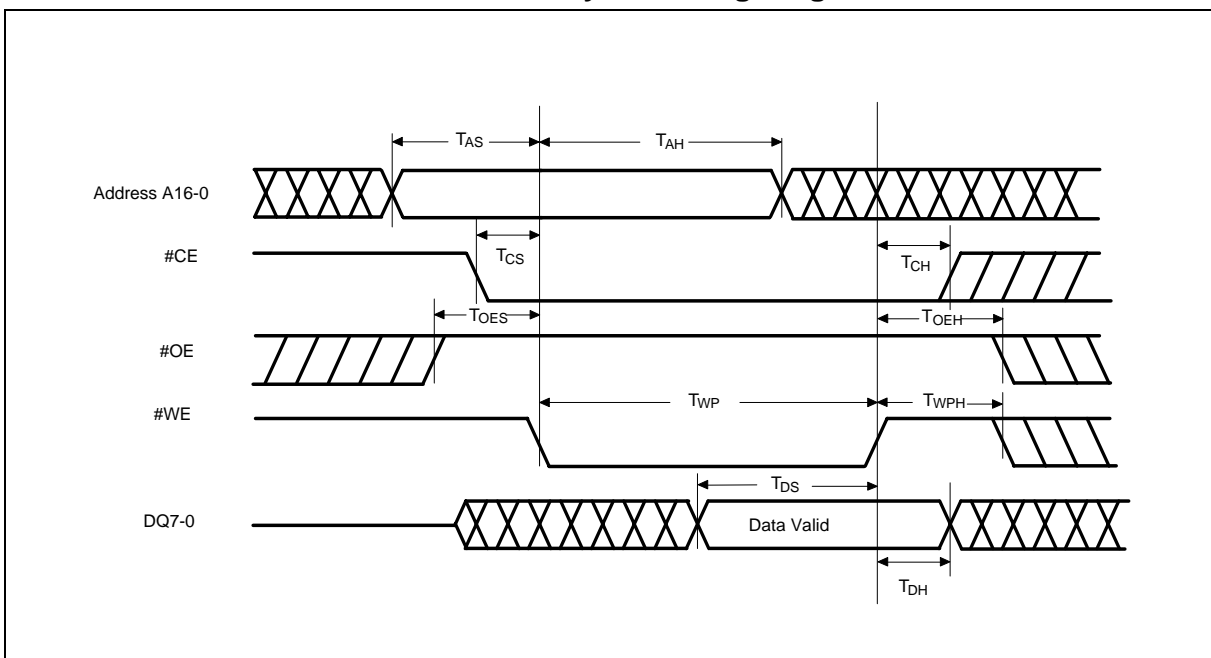 TAS
TAH
Address A16-0
#CE
TCS
TCH
TOES
TOEH
#OE
#WE
TWP
TWPH
TDS
DQ7-0
Data Valid
TDH